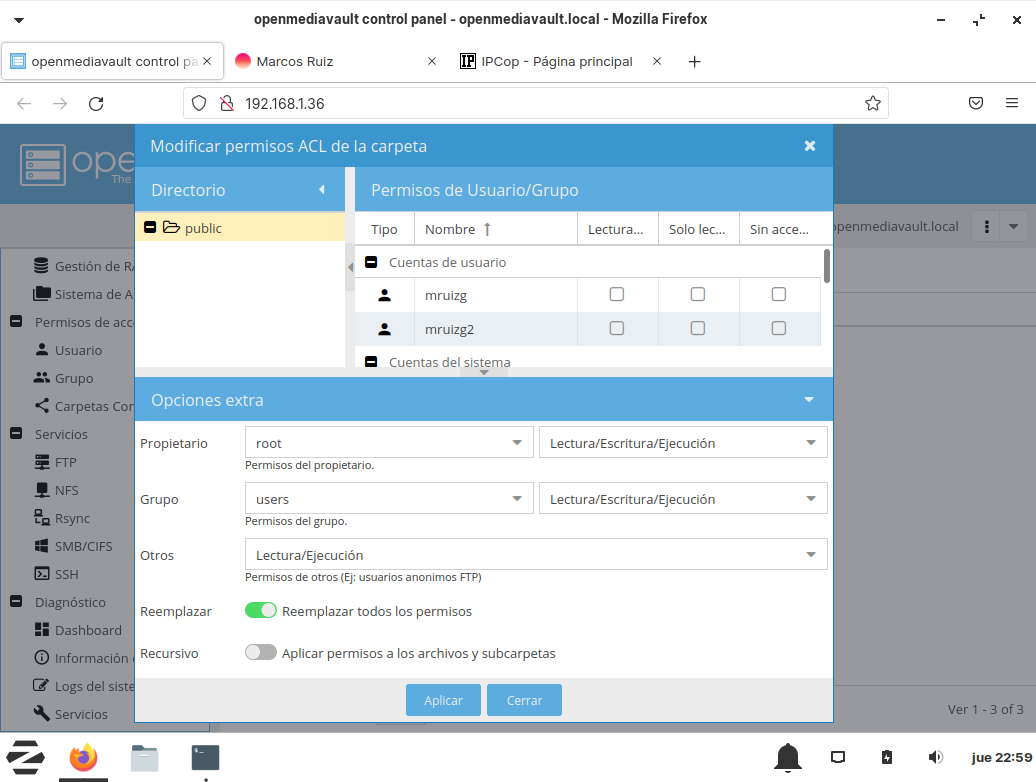 openmediavault control panel - openmediavault.local - Mozilla Firefox
openmediavault control pa
Marcos Ruiz
IPCop - Página principal
192.168.1.36
ope
The
Modificar permisos ACL de la carpeta
Directorio
Permisos de Usuario/Grupo
public
Tipo
Nombre
Lectura...
Solo lec...
Sin acce...
openmediavault.local
Cuentas de usuario
mruizg
mruizg2
Cuentas del sistema
Gestión de RA
Sistema de A
Permisos de acc
Usuario
Grupo
Carpetas Con
Servicios
FTP
NFS
Rsync
SMB/CIFS
SSH
Diagnóstico
Dashboard
Información
Logs del siste
Servicios
Opciones extra
Propietario
root
Lectura/Escritura/Ejecución
Permisos del propietario.
Grupo
users
Lectura/Escritura/Ejecución
Permisos del grupo.
Otros
Lectura/Ejecución
Permisos de otros (Ej: usuarios anonimos FTP)
Reemplazar
Reemplazar todos los permisos
Recursivo
Aplicar permisos a los archivos y subcarpetas
Aplicar
Cerrar
Ver 1 - 3 of 3
jue 22:59